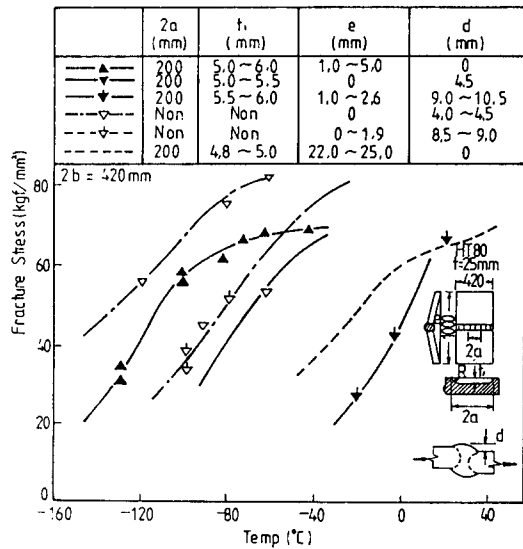 2a t₁ e d
(mm) (mm) (mm) (mm)
200 5.0~6.0 1.0~5.0 0
200 5.0~5.5 0 4.5
200 5.5~6.0 1.0~2.6 9.0~10.5
Non Non 0 4.0~4.5
Non Non 0~1.9 8.5~9.0
200 4.8~5.0 22.0~25.0 0
2b = 420mm
Fracture Stress (kgf/mm²)
80
60
40
20
0
HT80
t=25mm
420
2a
R t₁
2a
d
-160 -120 -80 -40 0 40
Temp (°C)